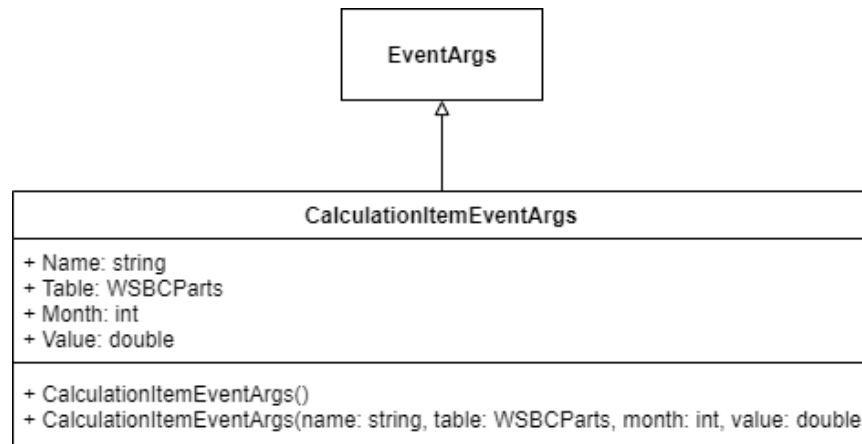 EventArgs
CalculationItemEventArgs
+ Name: string
+ Table: WSBCParts
+ Month: int
+ Value: double
+ CalculationItemEventArgs()
+ CalculationItemEventArgs(name: string, table: WSBCParts, month: int, value: double